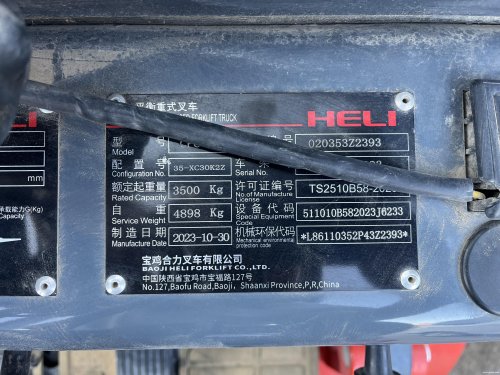 HELI
Capacity
平衡重式叉车
FORKLIFT TRUCK
HELI
型 号
Model
020353Z2393
配 置 号
Configuration No.
35-XC30K2Z
Serial No.
额定起重量
Rated Capacity
3500 Kg
许可证编号
No.of Manufacture License
TS2510B58-202
自 重
Service Weight
4898 Kg
设备代码
Special Equipment Code
511010B582023J6233
制造日期
Manufacture Date
2023-10-30
机械环保代码
Mechanical environmental protection code
*L86110352P43Z2393*
宝鸡合力叉车有限公司
BAOJI HELI FORKLIFT CO.,LTD.
中国陕西省宝鸡市宝福路127号
No.127,Baofu Road,Baoji, Shaanxi Province,P,R,China